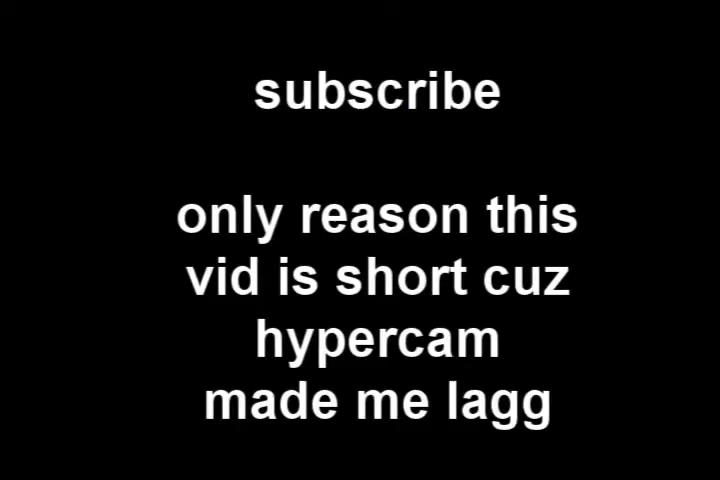 subscribe
only reason this
vid is short cuz
hypercam
made me lagg